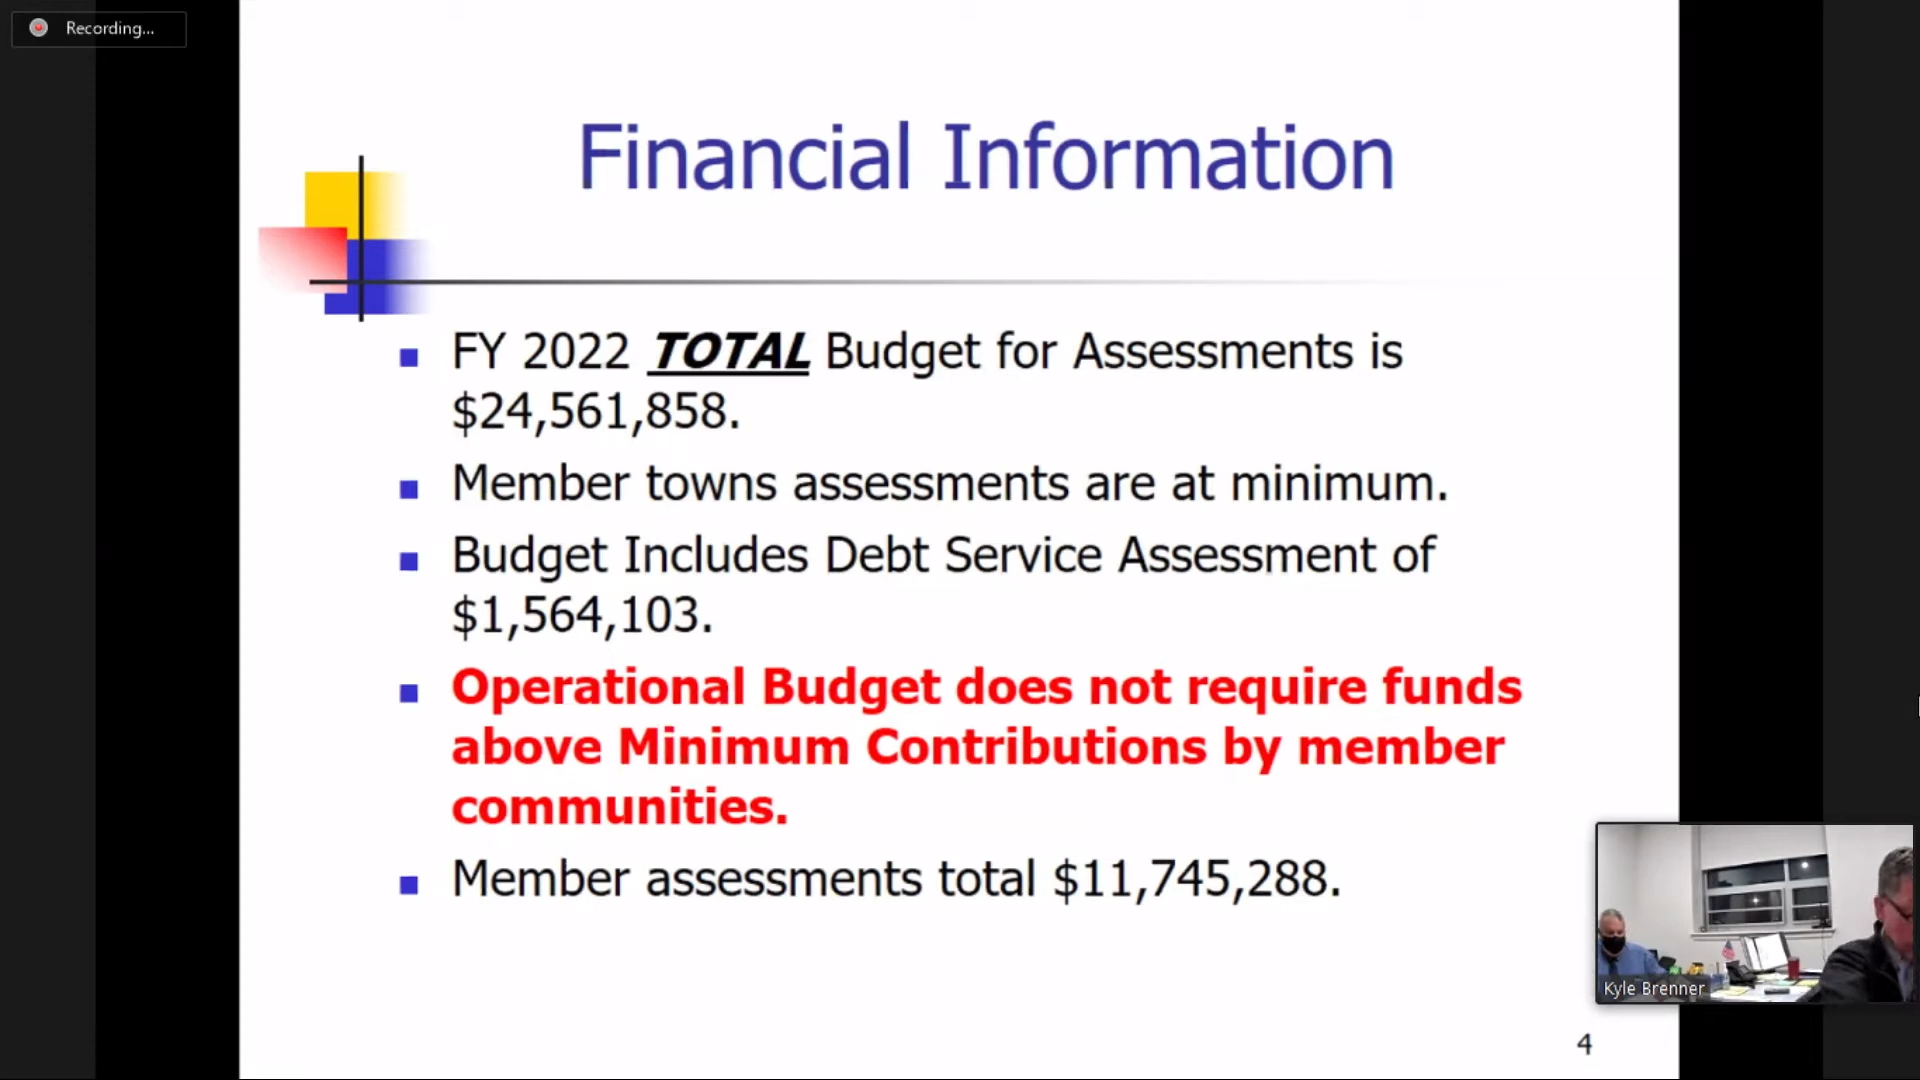 Recording...
Financial Information
FY 2022 TOTAL Budget for Assessments is
$24,561,858.
Member towns assessments are at minimum.
Budget Includes Debt Service Assessment of
$1,564,103.
Operational Budget does not require funds
above Minimum Contributions by member
communities.
Member assessments total $11,745,288.
Kyle Brenner
4